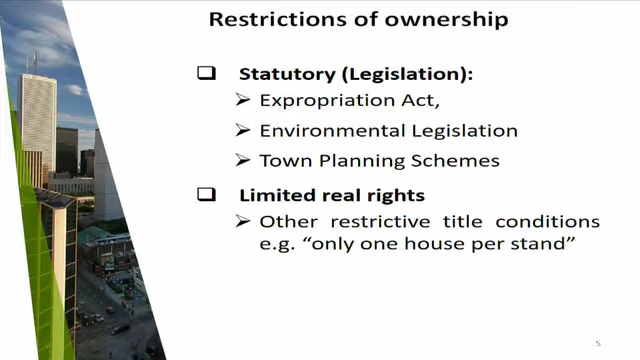 Restrictions of ownership
❑ Statutory (Legislation):
➢ Expropriation Act,
➢ Environmental Legislation
➢ Town Planning Schemes
❑ Limited real rights
➢ Other restrictive title conditions
e.g. “only one house per stand”
5